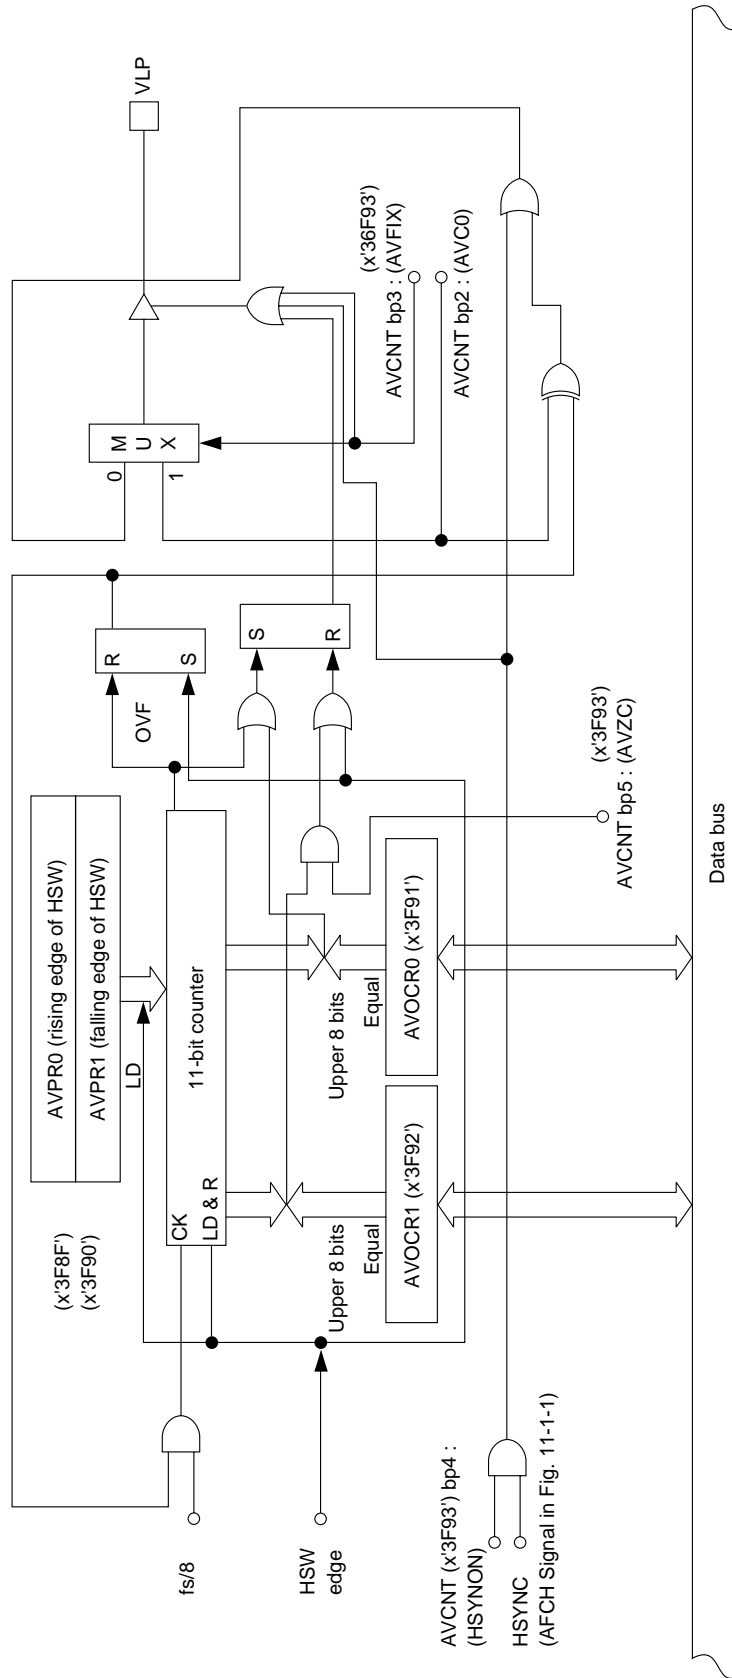 fs/8
HSW
edge
AVCNT (x'3F93') bp4 :
(HSYNON)
HSYNC
(AFCH Signal in Fig. 11-1-1)
(x'3F8F')
(x'3F90')
AVPR0 (rising edge of HSW)
AVPR1 (falling edge of HSW)
LD
CK
LD & R
11-bit counter
OVF
Upper 8 bits
Equal
AVOCR1 (x'3F92')
Upper 8 bits
Equal
AVOCR0 (x'3F91')
R
S
S
R
(x'3F93')
AVCNT bp5 : (AVZC)
0
1
M
U
X
(x'36F93')
AVCNT bp3 : (AVFIX)
AVCNT bp2 : (AVC0)
VLP
Data bus